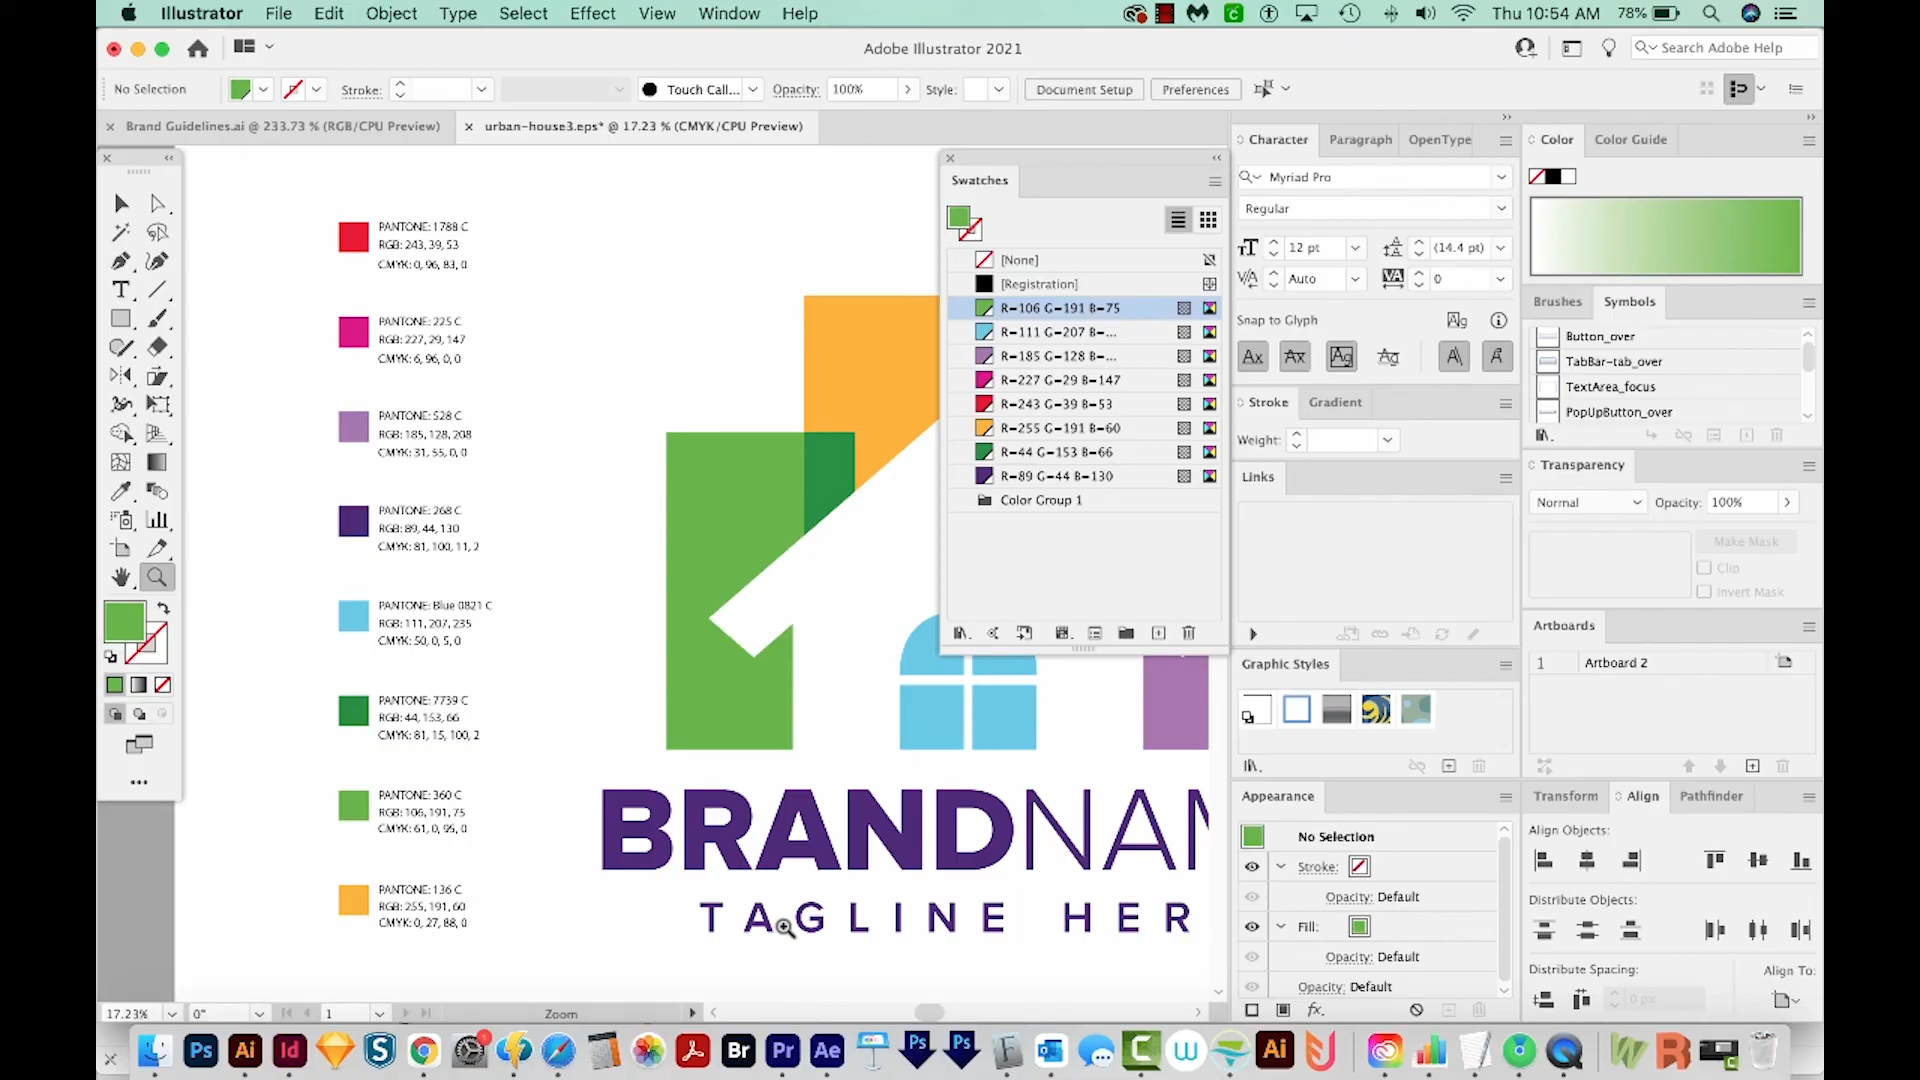 Illustrator File Edit Object Type Select Effect View Window Help Thu 10:54 AM 78%
Adobe Illustrator 2021 Search Adobe Help
No Selection Stroke: Touch Call... Opacity: 100% Style: Document Setup Preferences
Brand Guidelines.ai @ 233.73 % (RGB/CPU Preview) urban-house3.eps* @ 17.23 % (CMYK/CPU Preview)
PANTONE: 1788 C
RGB: 243, 39, 53
CMYK: 0, 96, 83, 0
PANTONE: 225 C
RGB: 227, 29, 147
CMYK: 6, 96, 0, 0
PANTONE: 528 C
RGB: 185, 128, 208
CMYK: 31, 55, 0, 0
PANTONE: 268 C
RGB: 89, 44, 130
CMYK: 81, 100, 11, 2
PANTONE: Blue 0821 C
RGB: 111, 207, 235
CMYK: 50, 0, 5, 0
PANTONE: 7739 C
RGB: 44, 153, 66
CMYK: 81, 15, 100, 2
PANTONE: 360 C
RGB: 106, 191, 75
CMYK: 61, 0, 95, 0
PANTONE: 136 C
RGB: 255, 191, 60
CMYK: 0, 27, 88, 0
BRANDNAM
TAGLINE HER
Swatches
[None]
[Registration]
R=106 G=191 B=75
R=111 G=207 B=...
R=185 G=128 B=...
R=227 G=29 B=147
R=243 G=39 B=53
R=255 G=191 B=60
R=44 G=153 B=66
R=89 G=44 B=130
Color Group 1
Character Paragraph OpenType
Myriad Pro
Regular
12 pt (14.4 pt)
Auto 0
Snap to Glyph
Stroke Gradient
Weight:
Links
Graphic Styles
Appearance
No Selection
Stroke:
Opacity: Default
Fill:
Opacity: Default
Opacity: Default
Color Color Guide
Brushes Symbols
Button_over
TabBar-tab_over
TextArea_focus
PopUpButton_over
Transparency
Normal Opacity: 100%
Make Mask
Clip
Invert Mask
Artboards
1 Artboard 2
Transform Align Pathfinder
Align Objects:
Distribute Objects:
Distribute Spacing: Align To:
0 px
17.23% 0° 1 Zoom
Ps Ai Id S Br Pr Ae Ps Ps Ai